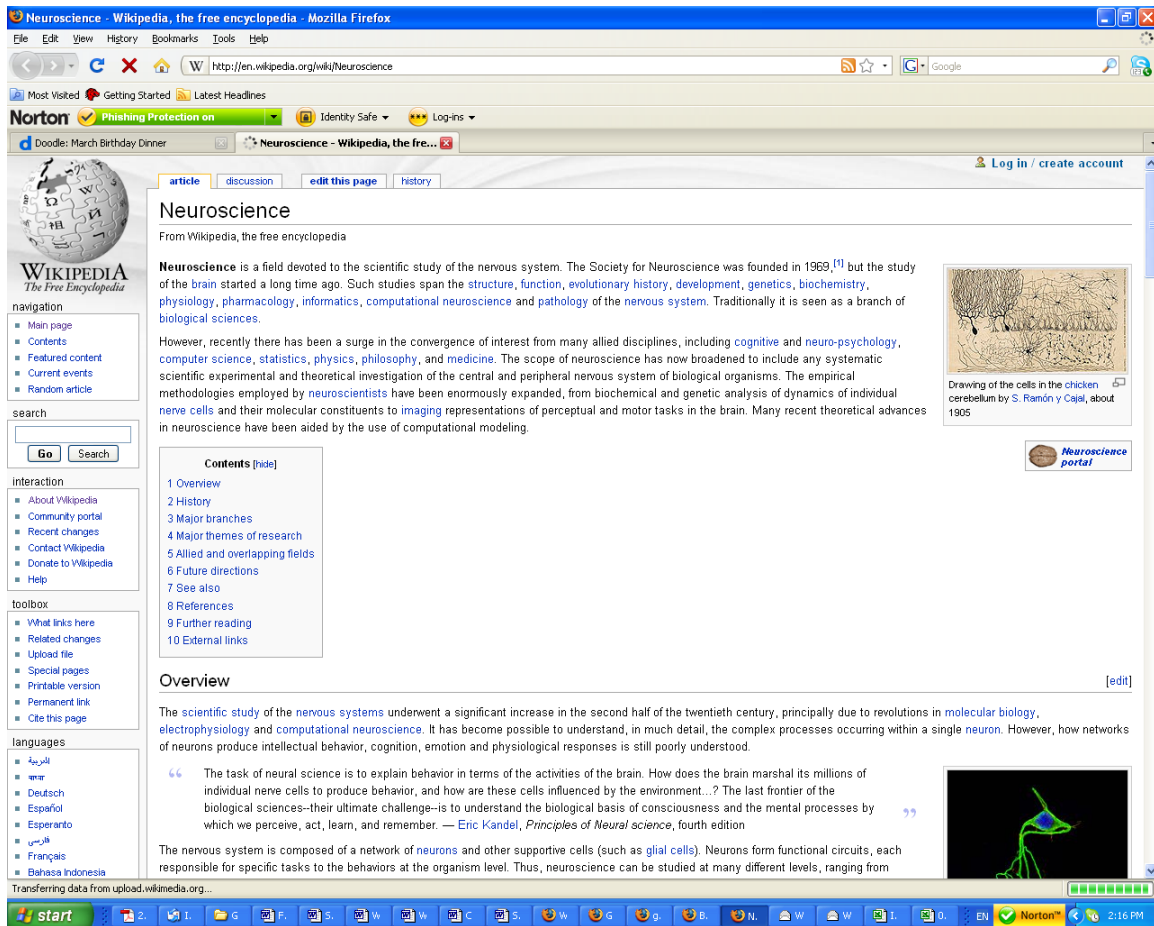 Neuroscience - Wikipedia, the free encyclopedia - Mozilla Firefox
File Edit View History Bookmarks Tools Help
W http://en.wikipedia.org/wiki/Neuroscience
G Google
Most Visited Getting Started Latest Headlines
Norton Phishing Protection on Identity Safe Log-ins
d Doodle: March Birthday Dinner
Neuroscience - Wikipedia, the fre...
Log in / create account
WIKIPEDIA
The Free Encyclopedia
navigation
Main page
Contents
Featured content
Current events
Random article
search
Go Search
interaction
About Wikipedia
Community portal
Recent changes
Contact Wikipedia
Donate to Wikipedia
Help
toolbox
What links here
Related changes
Upload file
Special pages
Printable version
Permanent link
Cite this page
languages
العربية
বাংলা
Deutsch
Español
Esperanto
فارسی
Français
Bahasa Indonesia
article discussion edit this page history
Neuroscience
From Wikipedia, the free encyclopedia
Neuroscience is a field devoted to the scientific study of the nervous system. The Society for Neuroscience was founded in 1969,[1] but the study
of the brain started a long time ago. Such studies span the structure, function, evolutionary history, development, genetics, biochemistry,
physiology, pharmacology, informatics, computational neuroscience and pathology of the nervous system. Traditionally it is seen as a branch of
biological sciences.
However, recently there has been a surge in the convergence of interest from many allied disciplines, including cognitive and neuro-psychology,
computer science, statistics, physics, philosophy, and medicine. The scope of neuroscience has now broadened to include any systematic
scientific experimental and theoretical investigation of the central and peripheral nervous system of biological organisms. The empirical
methodologies employed by neuroscientists have been enormously expanded, from biochemical and genetic analysis of dynamics of individual
nerve cells and their molecular constituents to imaging representations of perceptual and motor tasks in the brain. Many recent theoretical advances
in neuroscience have been aided by the use of computational modeling.
Drawing of the cells in the chicken
cerebellum by S. Ramón y Cajal, about
1905
Neuroscience
portal
Contents [hide]
1 Overview
2 History
3 Major branches
4 Major themes of research
5 Allied and overlapping fields
6 Future directions
7 See also
8 References
9 Further reading
10 External links
Overview
[edit]
The scientific study of the nervous systems underwent a significant increase in the second half of the twentieth century, principally due to revolutions in molecular biology,
electrophysiology and computational neuroscience. It has become possible to understand, in much detail, the complex processes occurring within a single neuron. However, how networks
of neurons produce intellectual behavior, cognition, emotion and physiological responses is still poorly understood.
“ The task of neural science is to explain behavior in terms of the activities of the brain. How does the brain marshal its millions of
individual nerve cells to produce behavior, and how are these cells influenced by the environment...? The last frontier of the
biological sciences--their ultimate challenge--is to understand the biological basis of consciousness and the mental processes by
which we perceive, act, learn, and remember. — Eric Kandel, Principles of Neural science, fourth edition ”
The nervous system is composed of a network of neurons and other supportive cells (such as glial cells). Neurons form functional circuits, each
responsible for specific tasks to the behaviors at the organism level. Thus, neuroscience can be studied at many different levels, ranging from
Transferring data from upload.wikimedia.org...
start 2. I. G F. S. W W C S. W G g. B. N. W W I. 0. EN Norton™ 2:16 PM